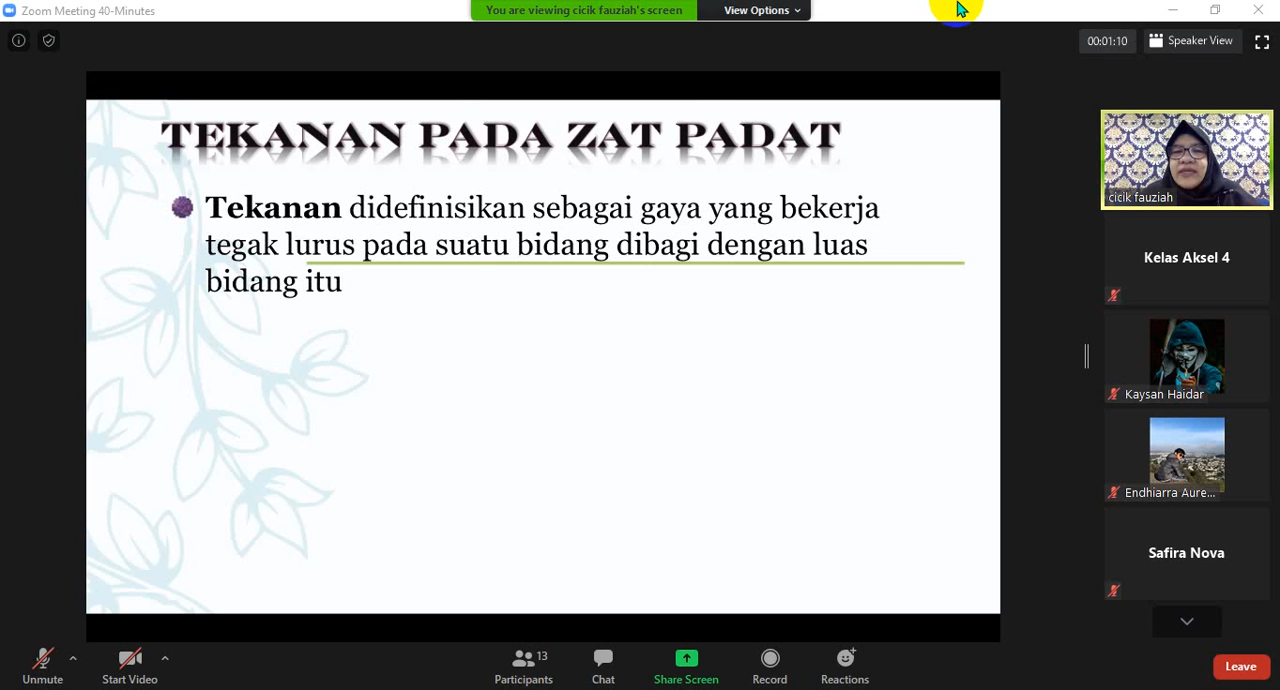 Zoom Meeting 40-Minutes
You are viewing cicik fauziah's screen
View Options
00:01:10
Speaker View
TEKANAN PADA ZAT PADAT
Tekanan didefinisikan sebagai gaya yang bekerja
tegak lurus pada suatu bidang dibagi dengan luas
bidang itu
cicik fauziah
Kelas Aksel 4
Kaysan Haidar
Endhiarra Aure...
Safira Nova
Unmute
Start Video
Participants
13
Chat
Share Screen
Record
Reactions
Leave